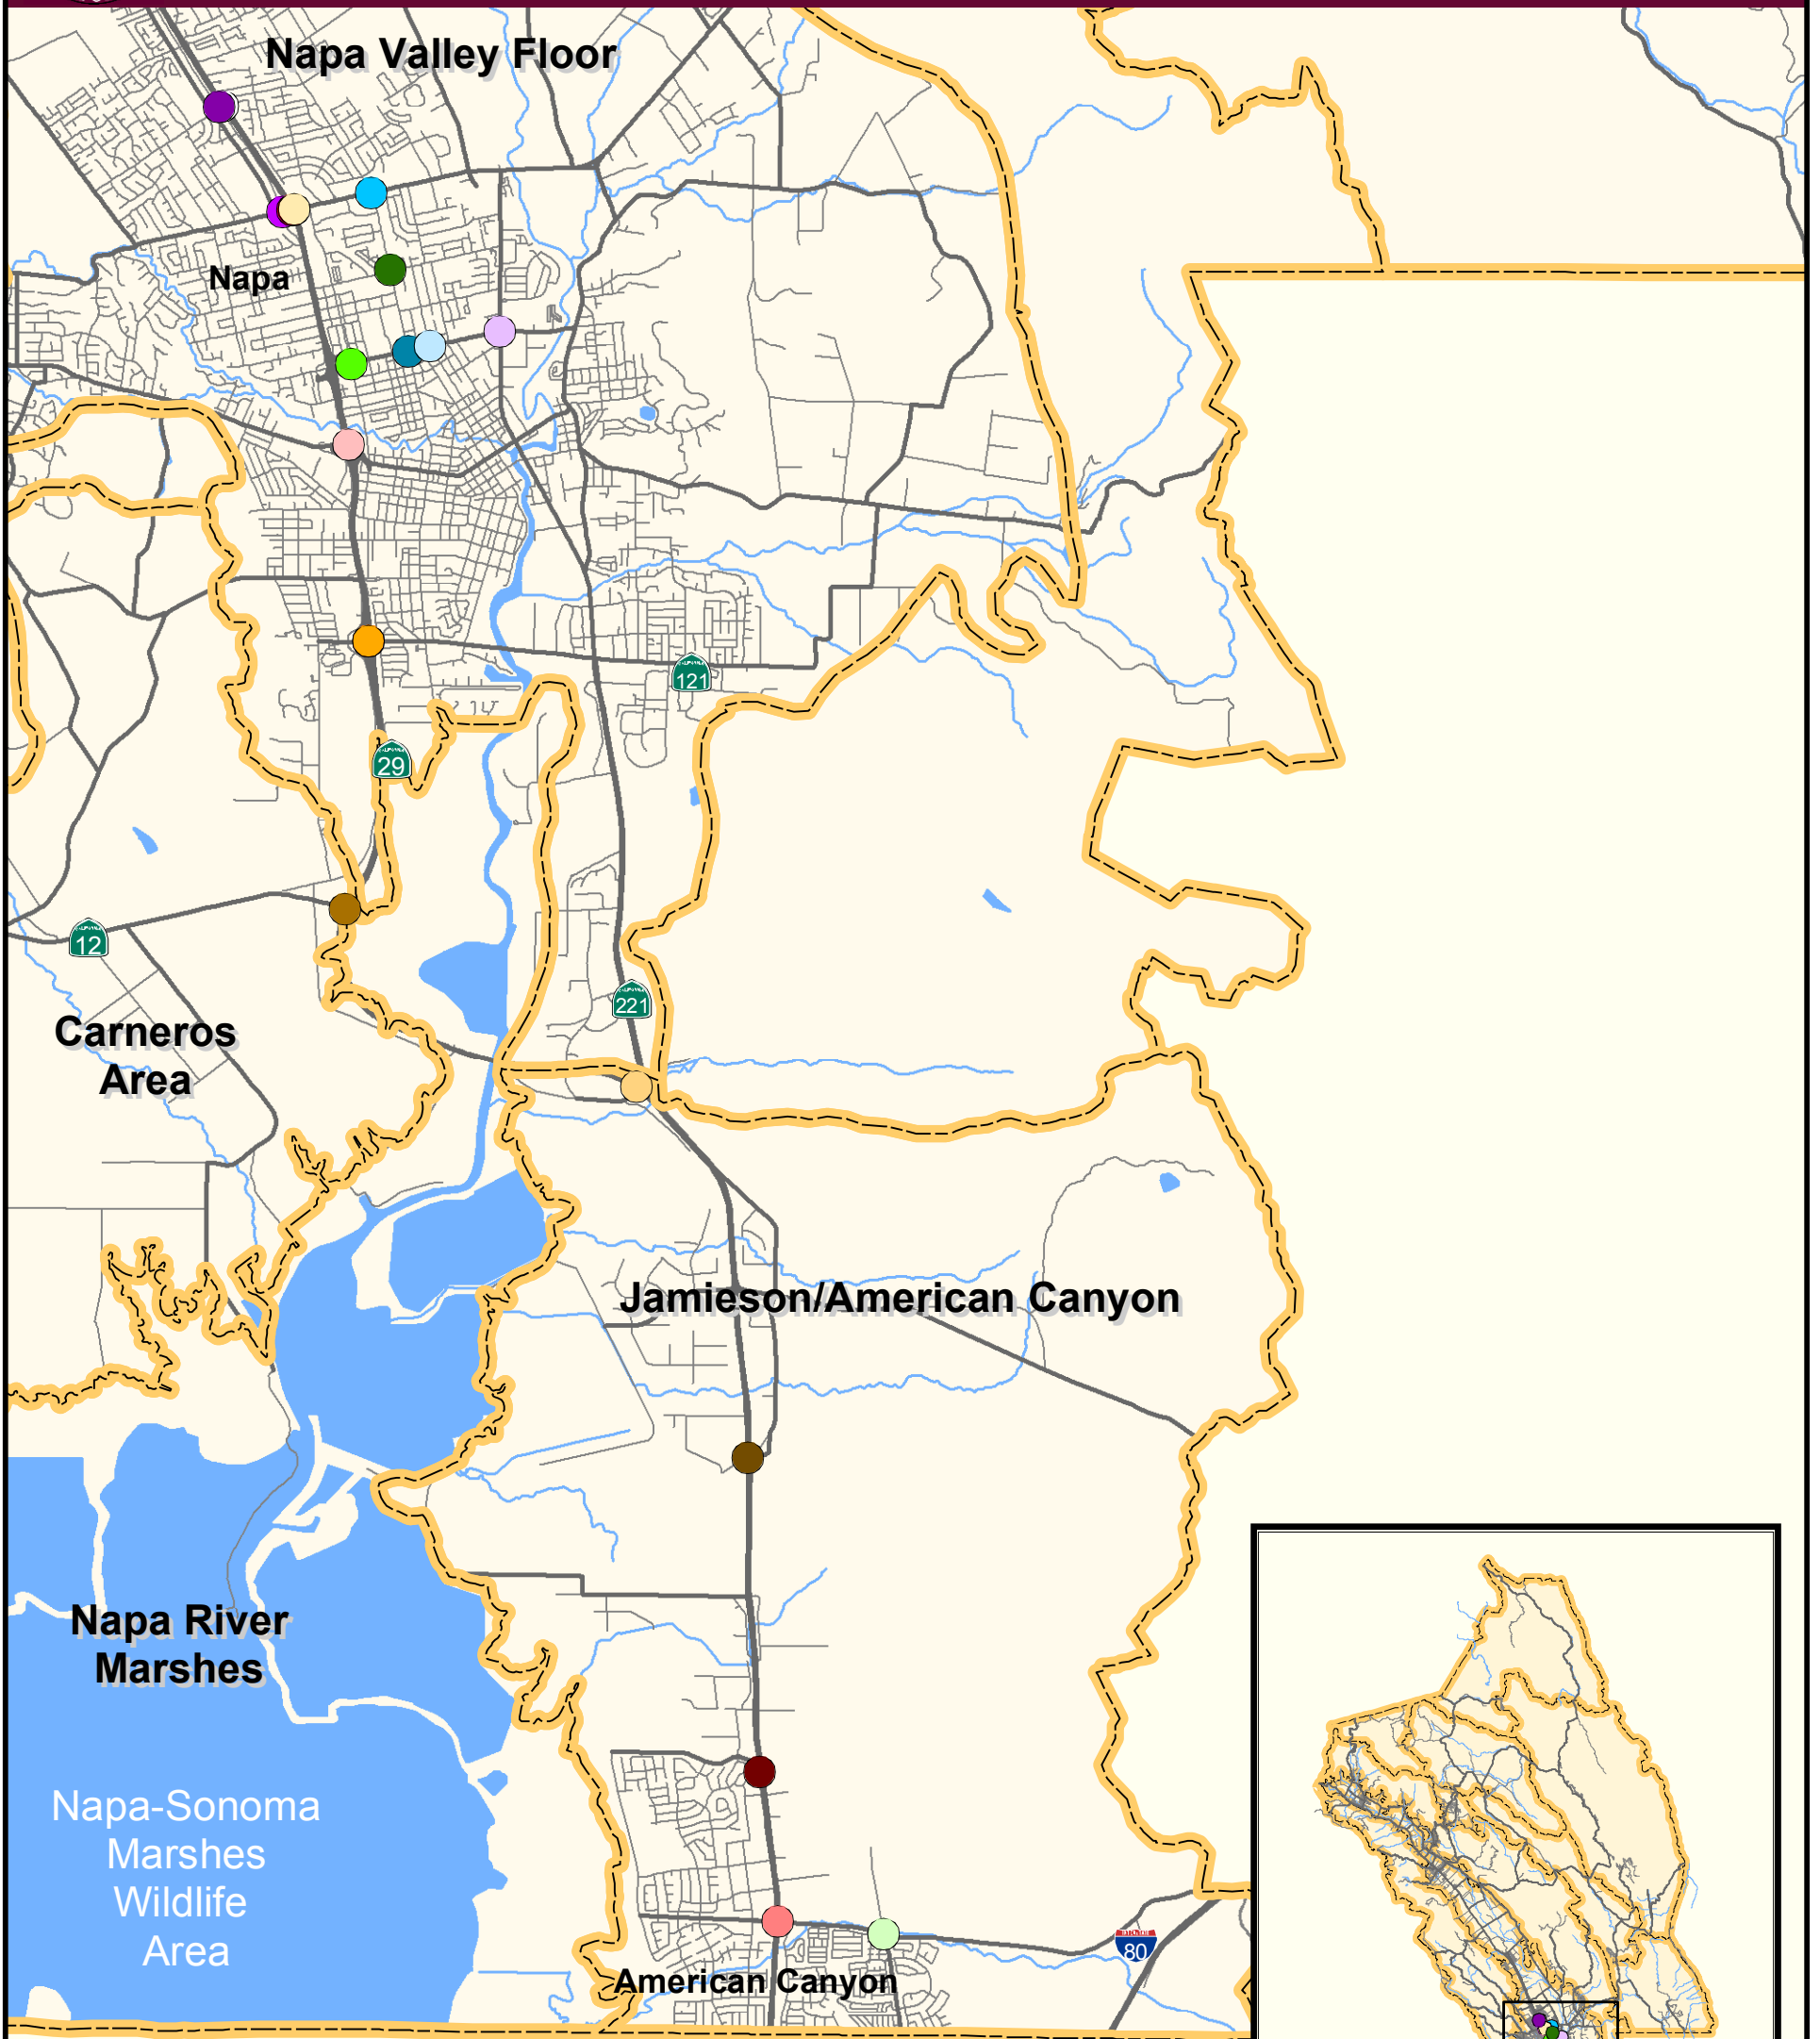 Napa Valley Floor
Napa
121
29
12
221
Carneros
Area
Jamieson/American Canyon
Napa River
Marshes
Napa-Sonoma
Marshes
Wildlife
Area
80
American Canyon